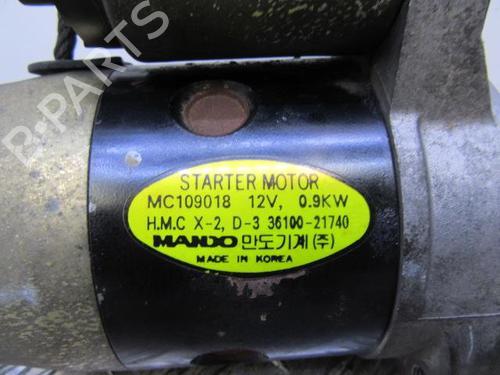 B-PARTS
STARTER MOTOR
MC109018 12V, 0.9KW
H.M.C X-2, D-3 36100-21740
MANDO 만도기계(주)
MADE IN KOREA